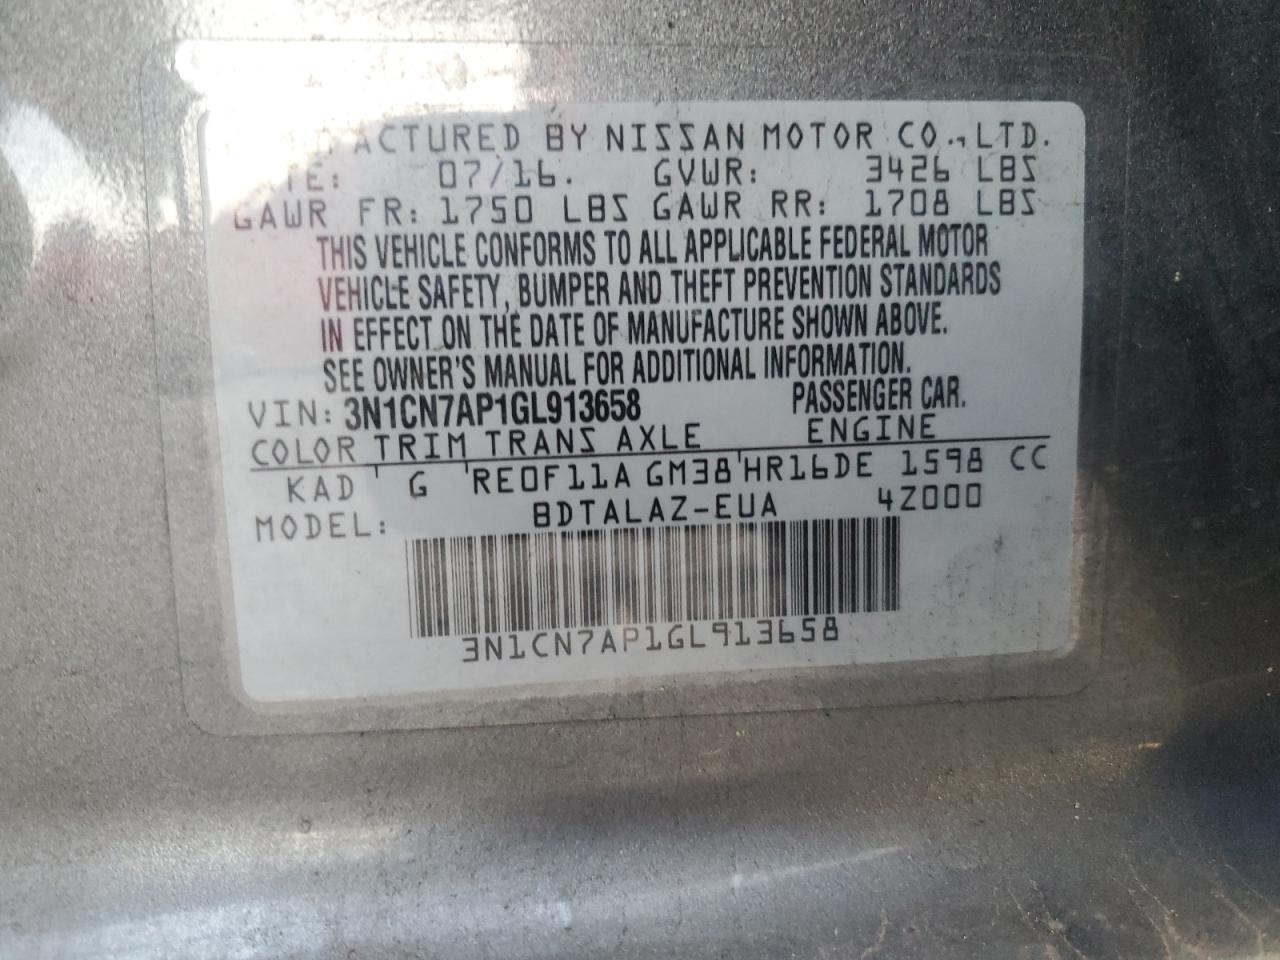 ACTURED BY NISSAN MOTOR CO., LTD.
TE: 07/16. GVWR: 3426 LBS
GAWR FR: 1750 LBS GAWR RR: 1708 LBS
THIS VEHICLE CONFORMS TO ALL APPLICABLE FEDERAL MOTOR
VEHICLE SAFETY, BUMPER AND THEFT PREVENTION STANDARDS
IN EFFECT ON THE DATE OF MANUFACTURE SHOWN ABOVE.
SEE OWNER'S MANUAL FOR ADDITIONAL INFORMATION.
VIN: 3N1CN7AP1GL913658 PASSENGER CAR.
COLOR TRIM TRANS AXLE ENGINE
KAD ' G ' RE0F11A GM38 ' HR16DE 1598 CC
MODEL: BDTALAZ-EUA 4Z000
3N1CN7AP1GL913658